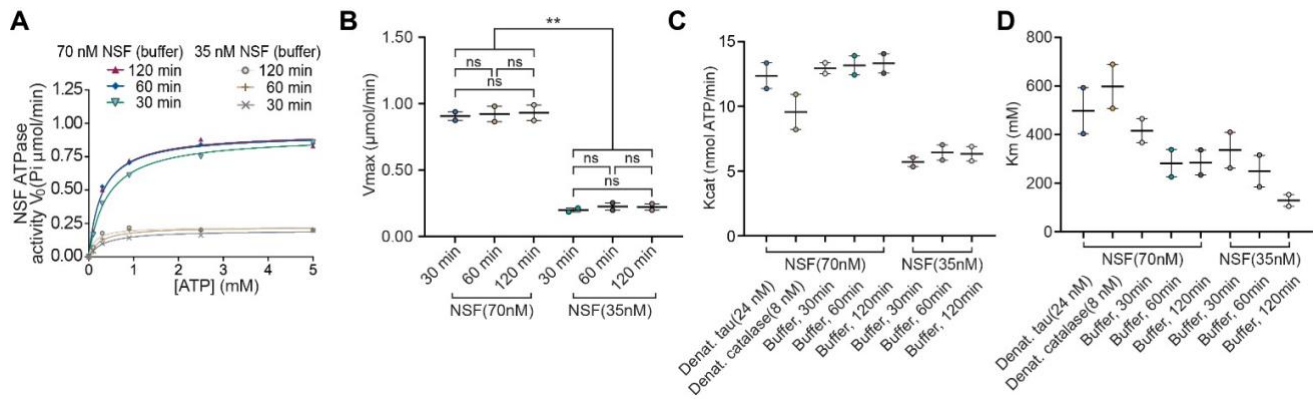 A
70 nM NSF (buffer)
35 nM NSF (buffer)
120 min
60 min
30 min
120 min
60 min
30 min
NSF ATPase
activity V0(Pi μmol/min)
1.25
1.00
0.75
0.50
0.25
0.00
0
1
2
3
4
5
[ATP] (mM)
B
**
ns
ns
ns
ns
ns
ns
Vmax (μmol/min)
1.50
1.00
0.50
0.00
30 min
60 min
120 min
30 min
60 min
120 min
NSF(70nM)
NSF(35nM)
C
Kcat (nmol ATP/min)
15
10
5
0
NSF(70nM)
NSF(35nM)
Denat. tau(24 nM)
Denat. catalase(8 nM)
Buffer, 30min
Buffer, 60min
Buffer, 120min
Buffer, 30min
Buffer, 60min
Buffer, 120min
D
Km (mM)
800
600
400
200
0
NSF(70nM)
NSF(35nM)
Denat. tau(24 nM)
Denat. catalase(8 nM)
Buffer, 30min
Buffer, 60min
Buffer, 120min
Buffer, 30min
Buffer, 60min
Buffer, 120min